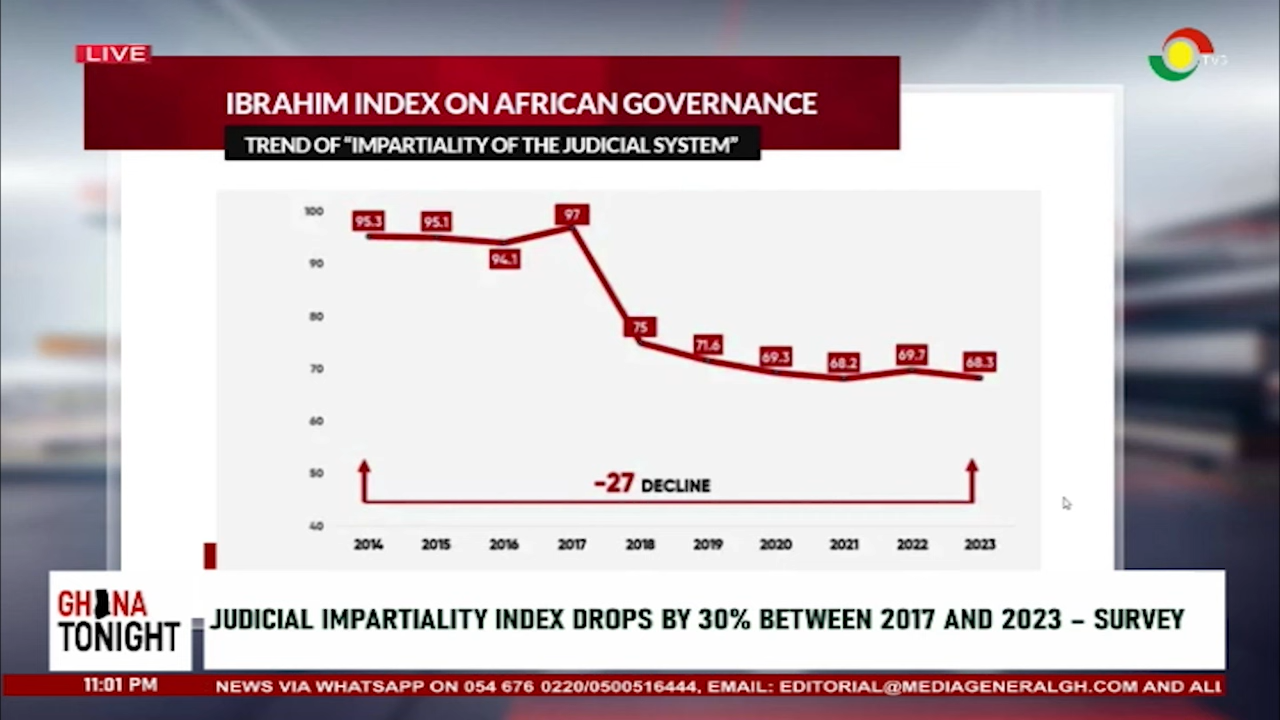 LIVE
TV3
IBRAHIM INDEX ON AFRICAN GOVERNANCE
TREND OF "IMPARTIALITY OF THE JUDICIAL SYSTEM"
100
90
80
70
60
50
40
95.3
95.1
94.1
97
75
71.6
69.3
68.2
69.7
68.3
-27 DECLINE
2014 2015 2016 2017 2018 2019 2020 2021 2022 2023
GHANA
TONIGHT
JUDICIAL IMPARTIALITY INDEX DROPS BY 30% BETWEEN 2017 AND 2023 – SURVEY
11:01 PM
NEWS VIA WHATSAPP ON 054 676 0220/0500516444, EMAIL: EDITORIAL@MEDIAGENERALGH.COM AND ALL